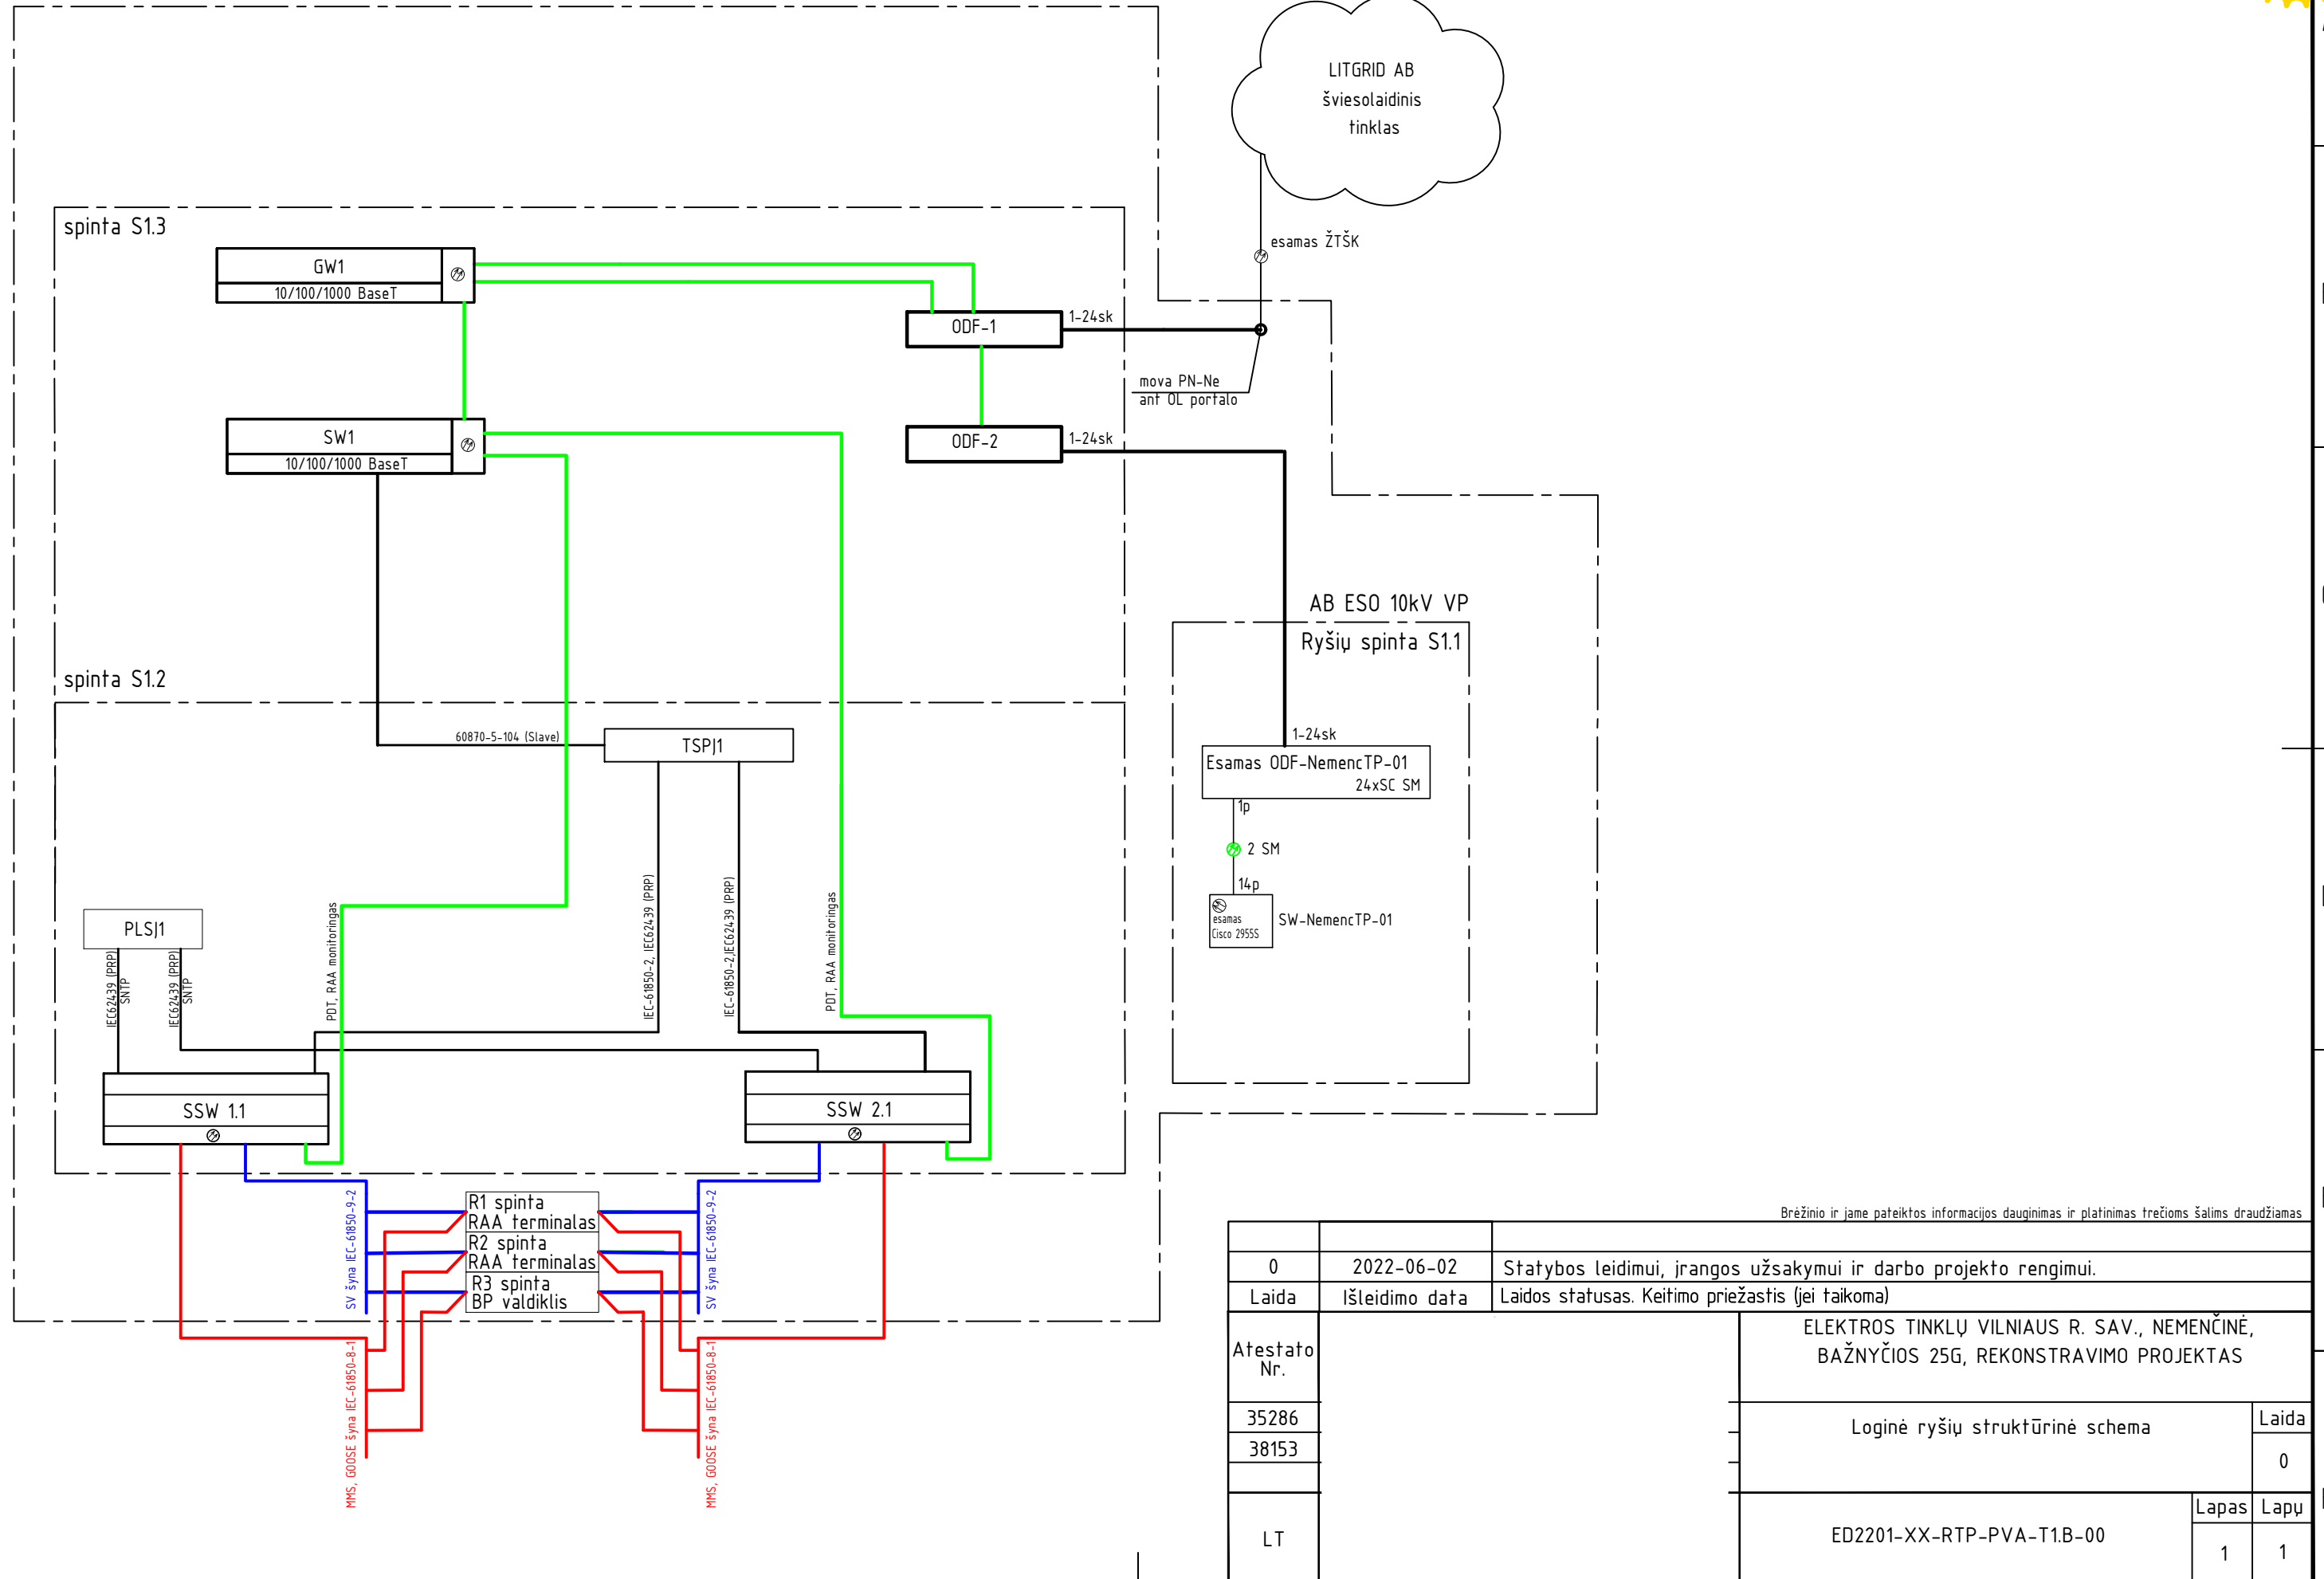 LITGRID AB
šviesolaidinis
tinklas
esamas ŽTŠK
spinta S1.3
GW1
10/100/1000 BaseT
ODF-1
1-24sk
mova PN-Ne
ant OL portalo
SW1
10/100/1000 BaseT
ODF-2
1-24sk
AB ESO 10kV VP
Ryšių spinta S1.1
spinta S1.2
60870-5-104 (Slave)
TSPJ1
1-24sk
Esamas ODF-NemencTP-01
24xSC SM
1p
2 SM
14p
esamas
Cisco 2955S
SW-NemencTP-01
PLSJ1
IEC62439 (PRP)
SNTP
IEC62439 (PRP)
SNTP
PDT, RAA monitoringas
IEC-61850-2, IEC62439 (PRP)
IEC-61850-2,IEC62439 (PRP)
PDT, RAA monitoringas
SSW 1.1
SSW 2.1
SV šyna IEC-61850-9-2
R1 spinta
RAA terminalas
R2 spinta
RAA terminalas
R3 spinta
BP valdiklis
SV šyna IEC-61850-9-2
MMS, GOOSE šyna IEC-61850-8-1
MMS, GOOSE šyna IEC-61850-8-1
Brėžinio ir jame pateiktos informacijos dauginimas ir platinimas trečioms šalims draudžiamas
0 2022-06-02 Statybos leidimui, įrangos užsakymui ir darbo projekto rengimui.
Laida Išleidimo data Laidos statusas. Keitimo priežastis (jei taikoma)
Atestato
Nr.
ELEKTROS TINKLŲ VILNIAUS R. SAV., NEMENČINĖ,
BAŽNYČIOS 25G, REKONSTRAVIMO PROJEKTAS
35286
38153
Loginė ryšių struktūrinė schema
Laida
0
LT
ED2201-XX-RTP-PVA-T1.B-00
Lapas Lapų
1 1